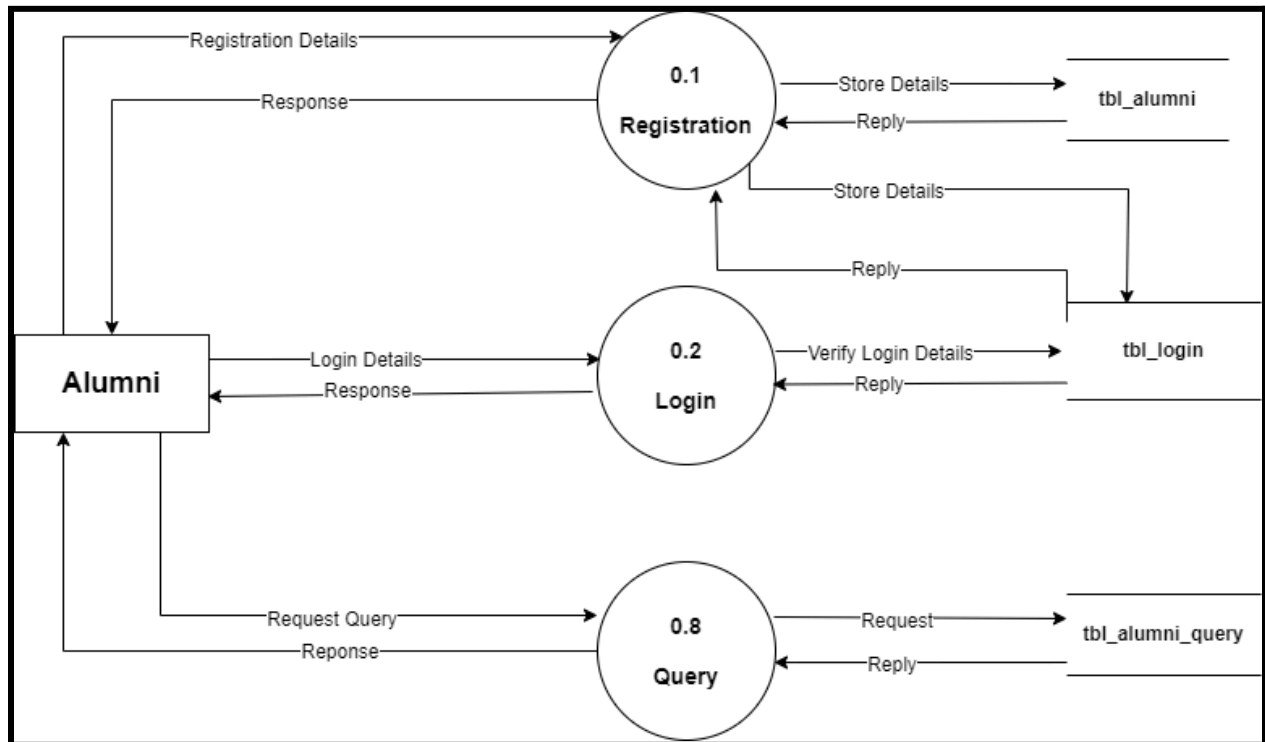 Registration Details
0.1
Registration
Response
Store Details
tbl_alumni
Reply
Store Details
Reply
Alumni
Login Details
Response
0.2
Login
Verify Login Details
Reply
tbl_login
Request Query
Reponse
0.8
Query
Request
Reply
tbl_alumni_query